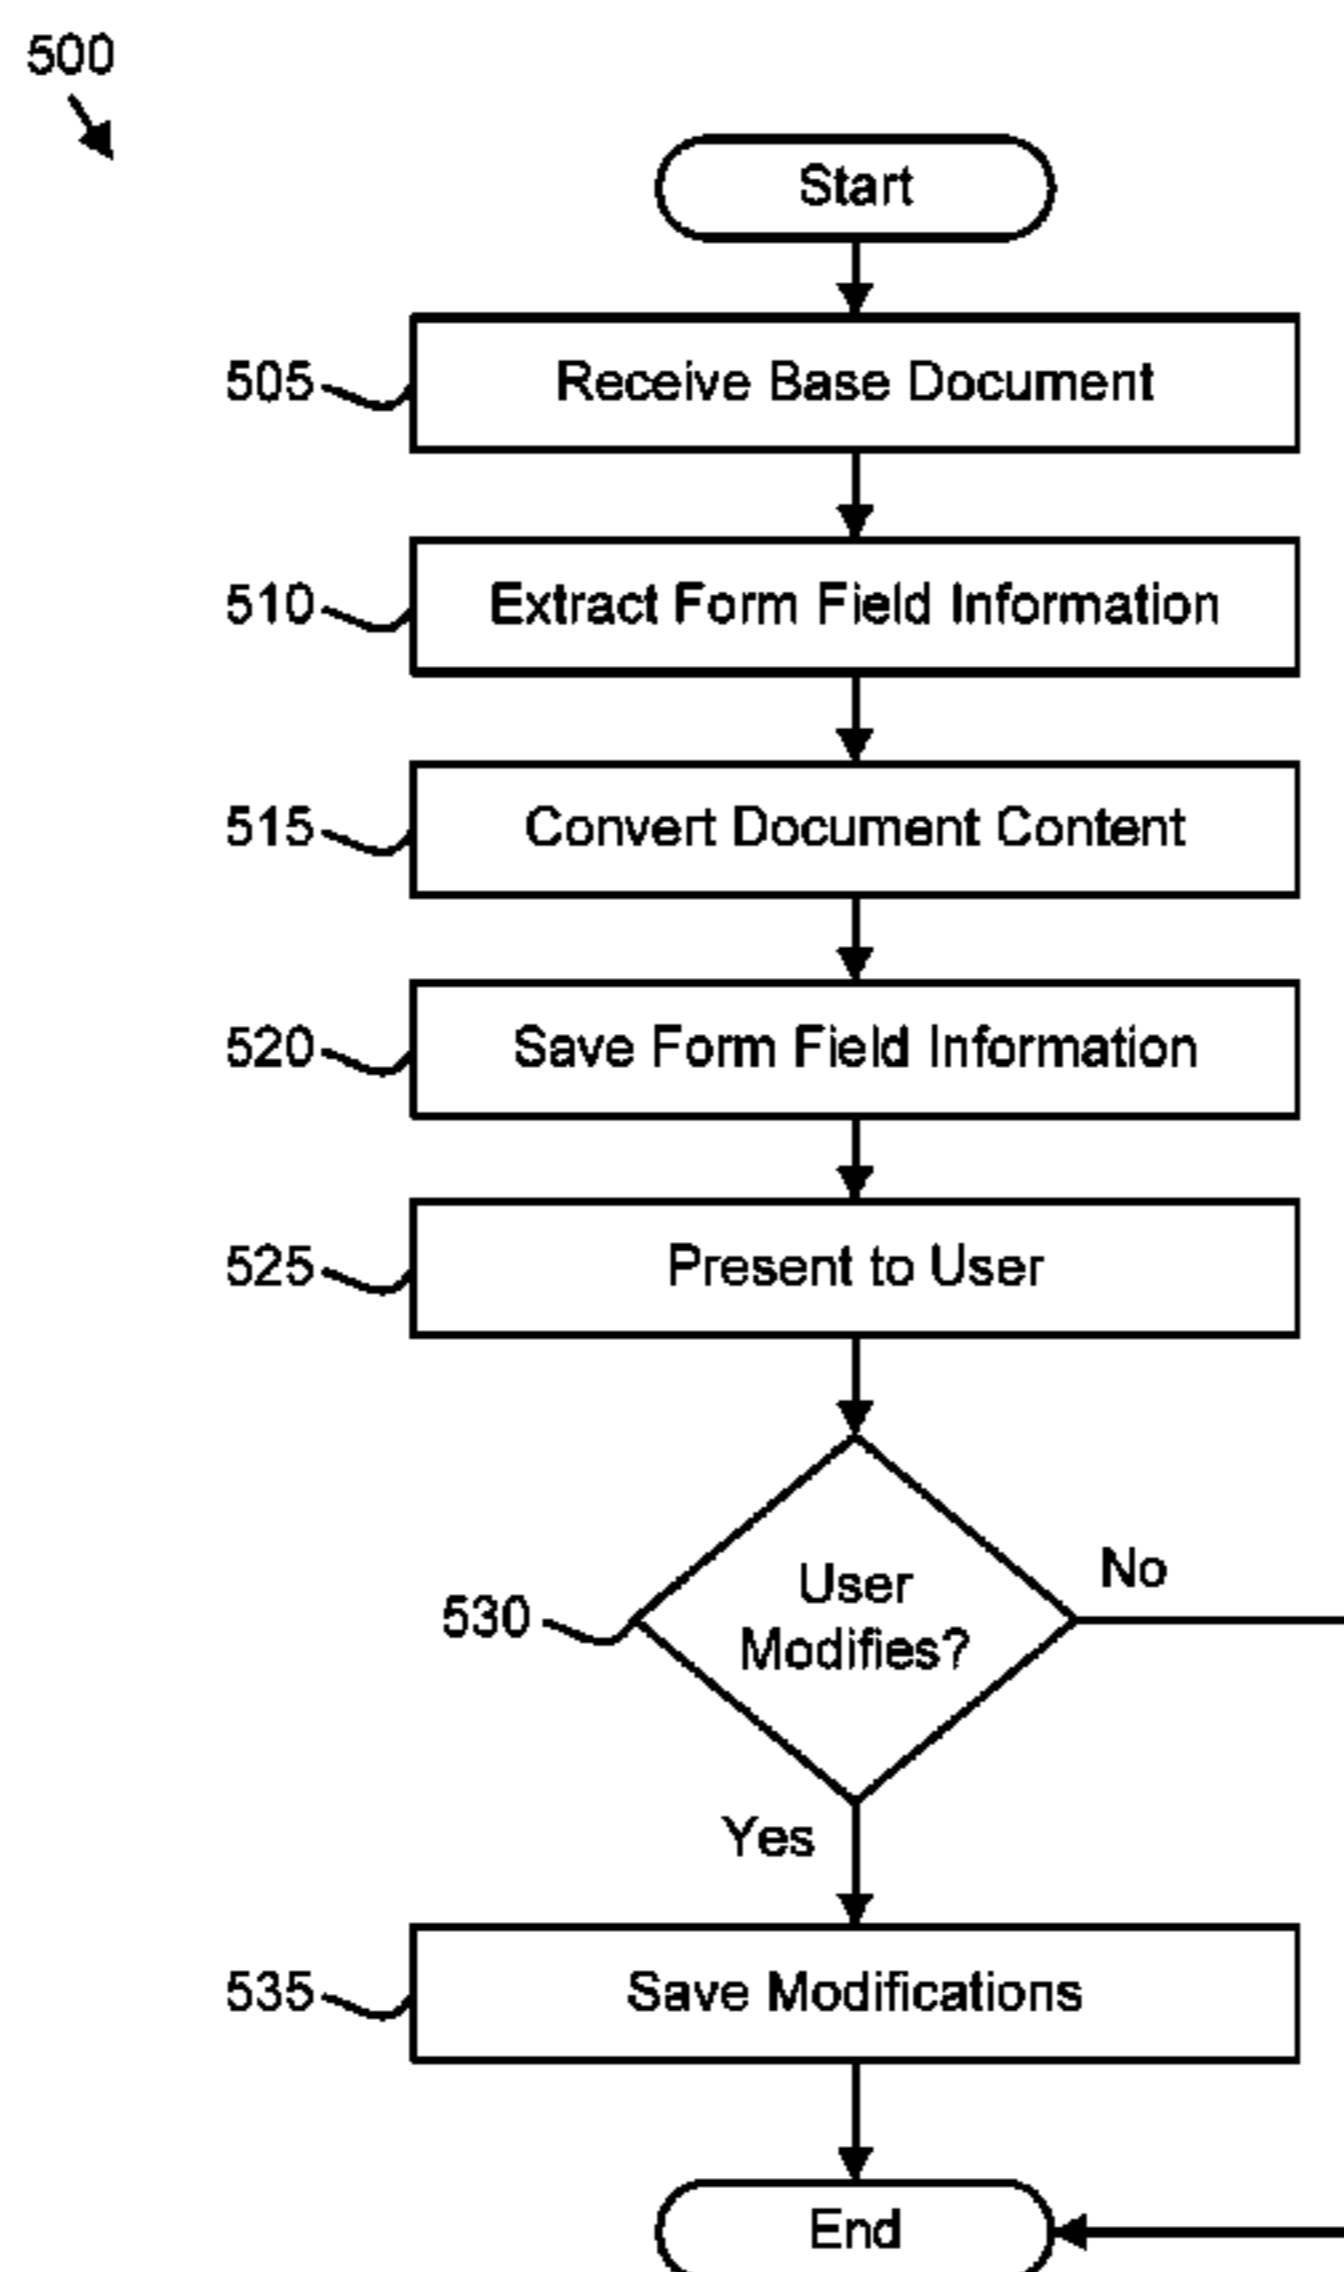 500
Start
505 Receive Base Document
510 Extract Form Field Information
515 Convert Document Content
520 Save Form Field Information
525 Present to User
No
User
530
Modifies?
Yes
535 Save Modifications
End